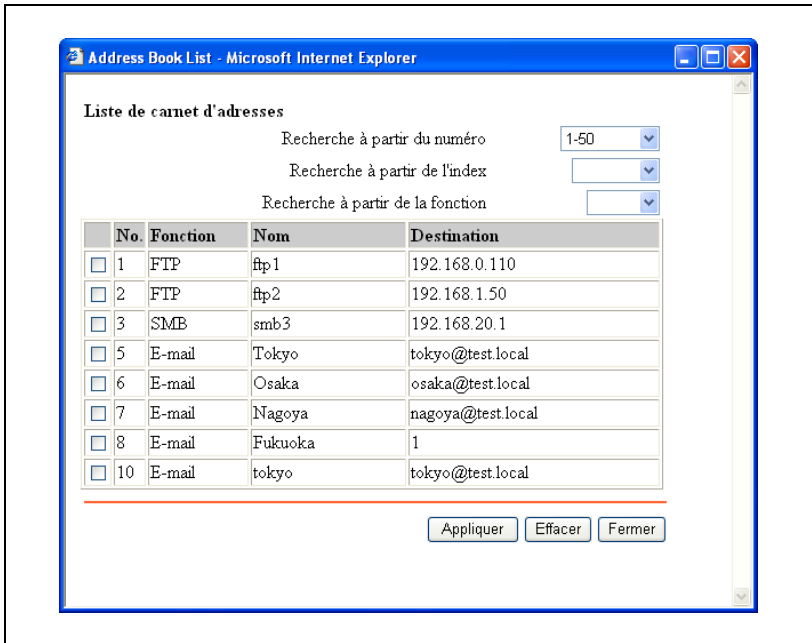 Address Book List - Microsoft Internet Explorer
Liste de carnet d'adresses
Recherche à partir du numéro 1-50
Recherche à partir de l'index
Recherche à partir de la fonction
No. Fonction Nom Destination
1 FTP ftp1 192.168.0.110
2 FTP ftp2 192.168.1.50
3 SMB smb3 192.168.20.1
5 E-mail Tokyo tokyo@test.local
6 E-mail Osaka osaka@test.local
7 E-mail Nagoya nagoya@test.local
8 E-mail Fukuoka 1
10 E-mail tokyo tokyo@test.local
Appliquer Effacer Fermer